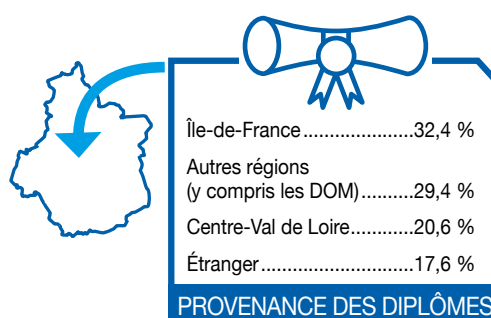 Île-de-France......................32,4 %
Autres régions
(y compris les DOM)..........29,4 %
Centre-Val de Loire............20,6 %
Étranger..............................17,6 %
PROVENANCE DES DIPLÔMES